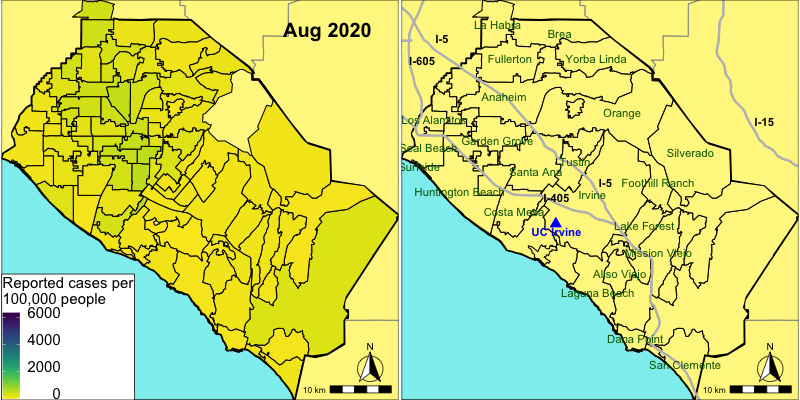 Aug 2020
Reported cases per
100,000 people
6000
4000
2000
0
N
10 km
La Habra
Brea
I-5
I-605
Fullerton
Yorba Linda
Anaheim
Orange
Los Alamitos
I-15
Garden Grove
Seal Beach
Silverado
Tustin
Sunside
Santa Ana
I-5
Foothill Ranch
Huntington Beach
Irvine
I-405
Costa Mesa
Lake Forest
UC Irvine
Mission Viejo
Aliso Viejo
Laguna Beach
Dana Point
San Clemente
N
10 km